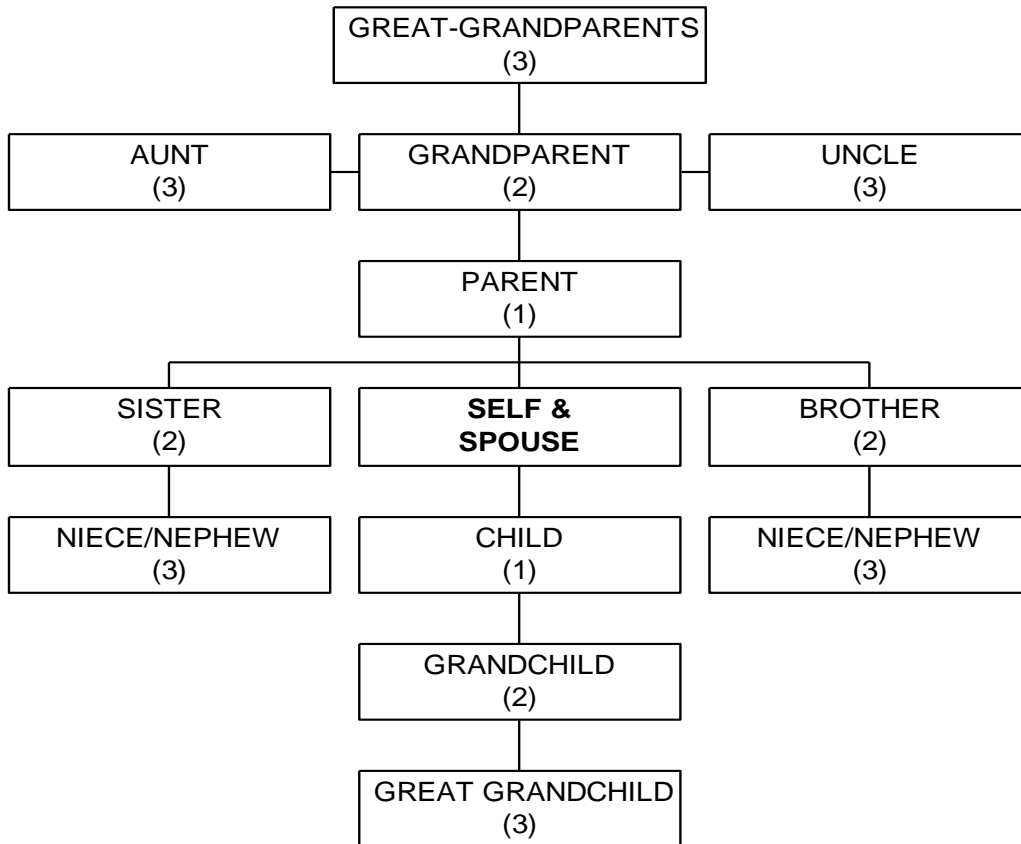 GREAT-GRANDPARENTS
(3)
AUNT
(3)
GRANDPARENT
(2)
UNCLE
(3)
PARENT
(1)
SISTER
(2)
SELF &
SPOUSE
BROTHER
(2)
NIECE/NEPHEW
(3)
CHILD
(1)
NIECE/NEPHEW
(3)
GRANDCHILD
(2)
GREAT GRANDCHILD
(3)